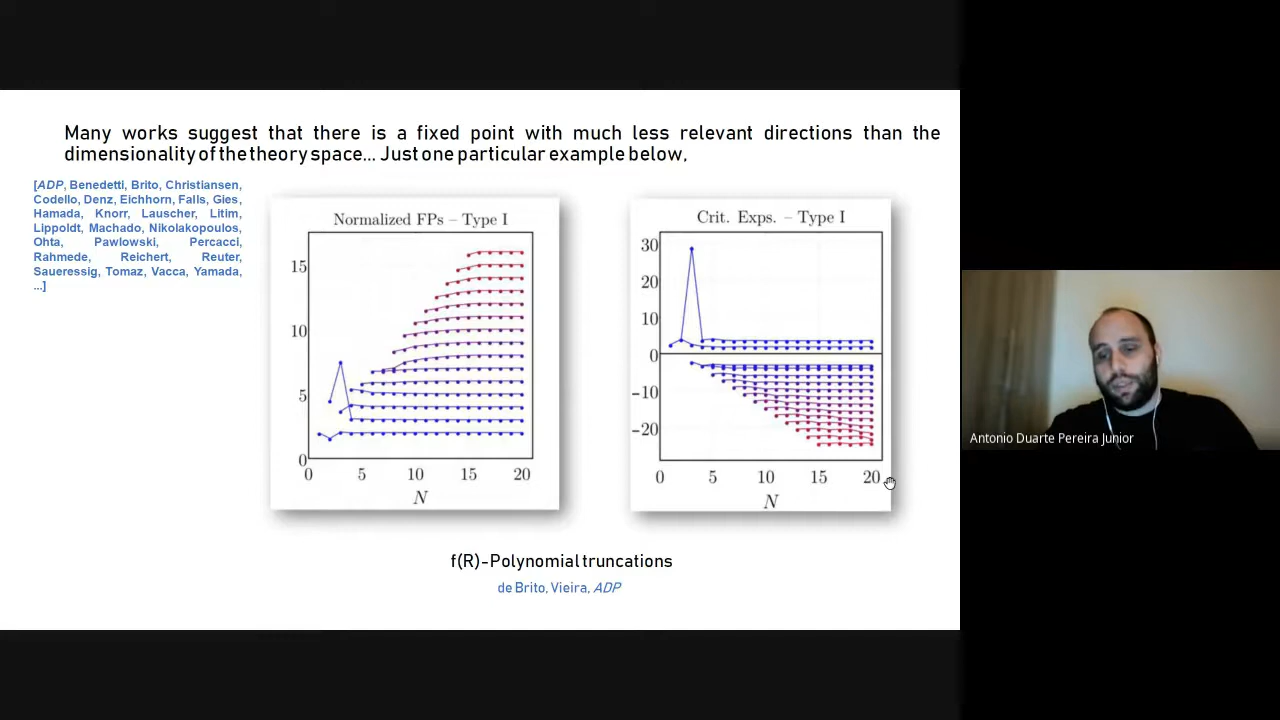 Many works suggest that there is a fixed point with much less relevant directions than the
dimensionality of the theory space... Just one particular example below,
[ADP, Benedetti, Brito, Christiansen,
Codello, Denz, Eichhorn, Falls, Gies,
Hamada, Knorr, Lauscher, Litim,
Lippoldt, Machado, Nikolakopoulos,
Ohta, Pawlowski, Percacci,
Rahmede, Reichert, Reuter,
Saueressig, Tomaz, Vacca, Yamada,
...]
Normalized FPs – Type I
15
10
5
0
0 5 10 15 20
N
Crit. Exps. – Type I
30
20
10
0
−10
−20
0 5 10 15 20
N
f(R)-Polynomial truncations
de Brito, Vieira, ADP
Antonio Duarte Pereira Junior